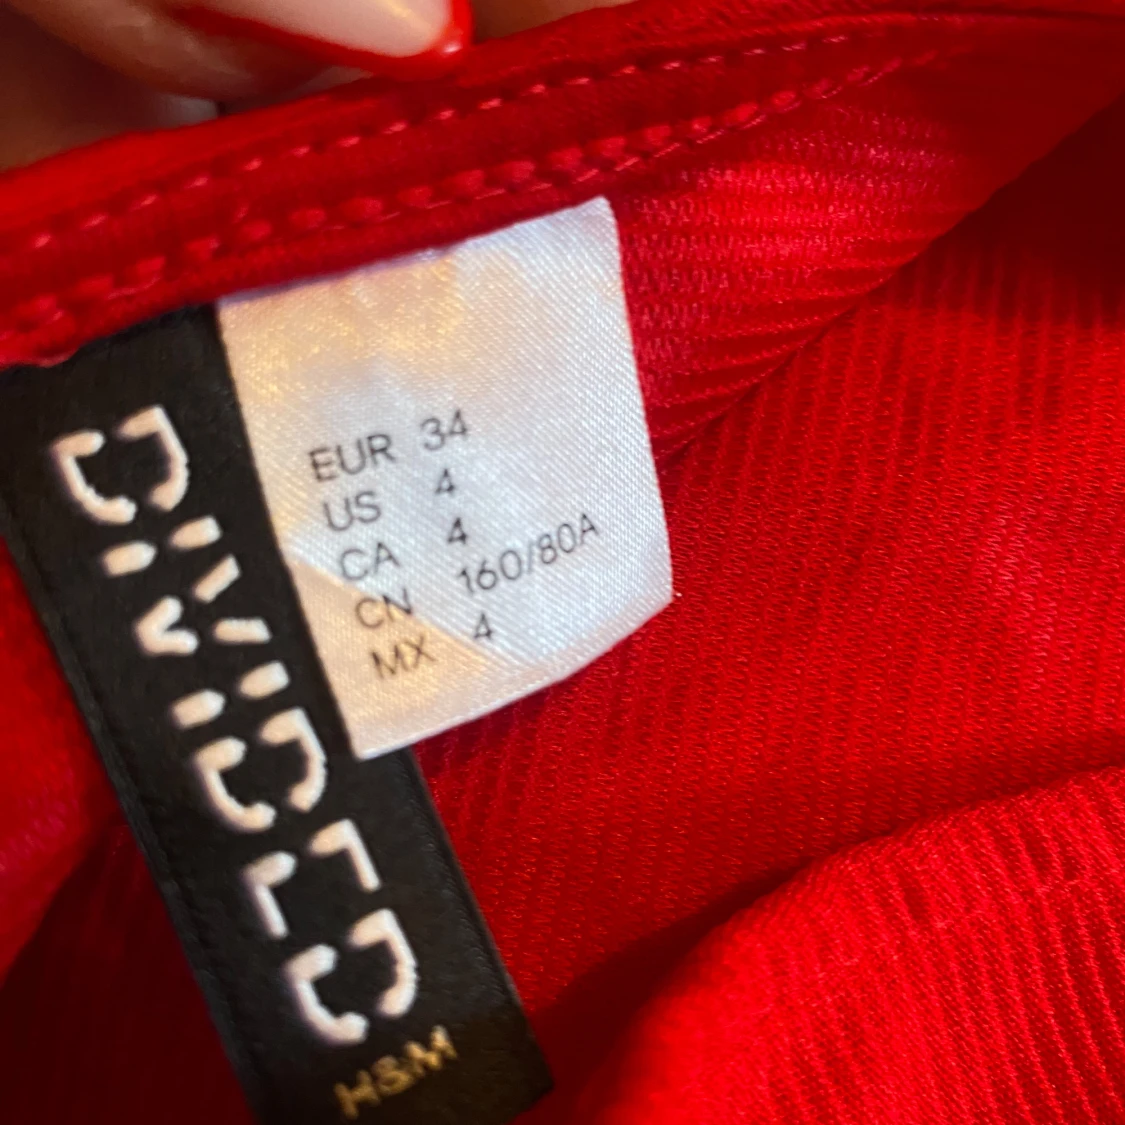 DIVIDED
H&M
EUR 34
US 4
CA 4
CN 160/80A
MX 4